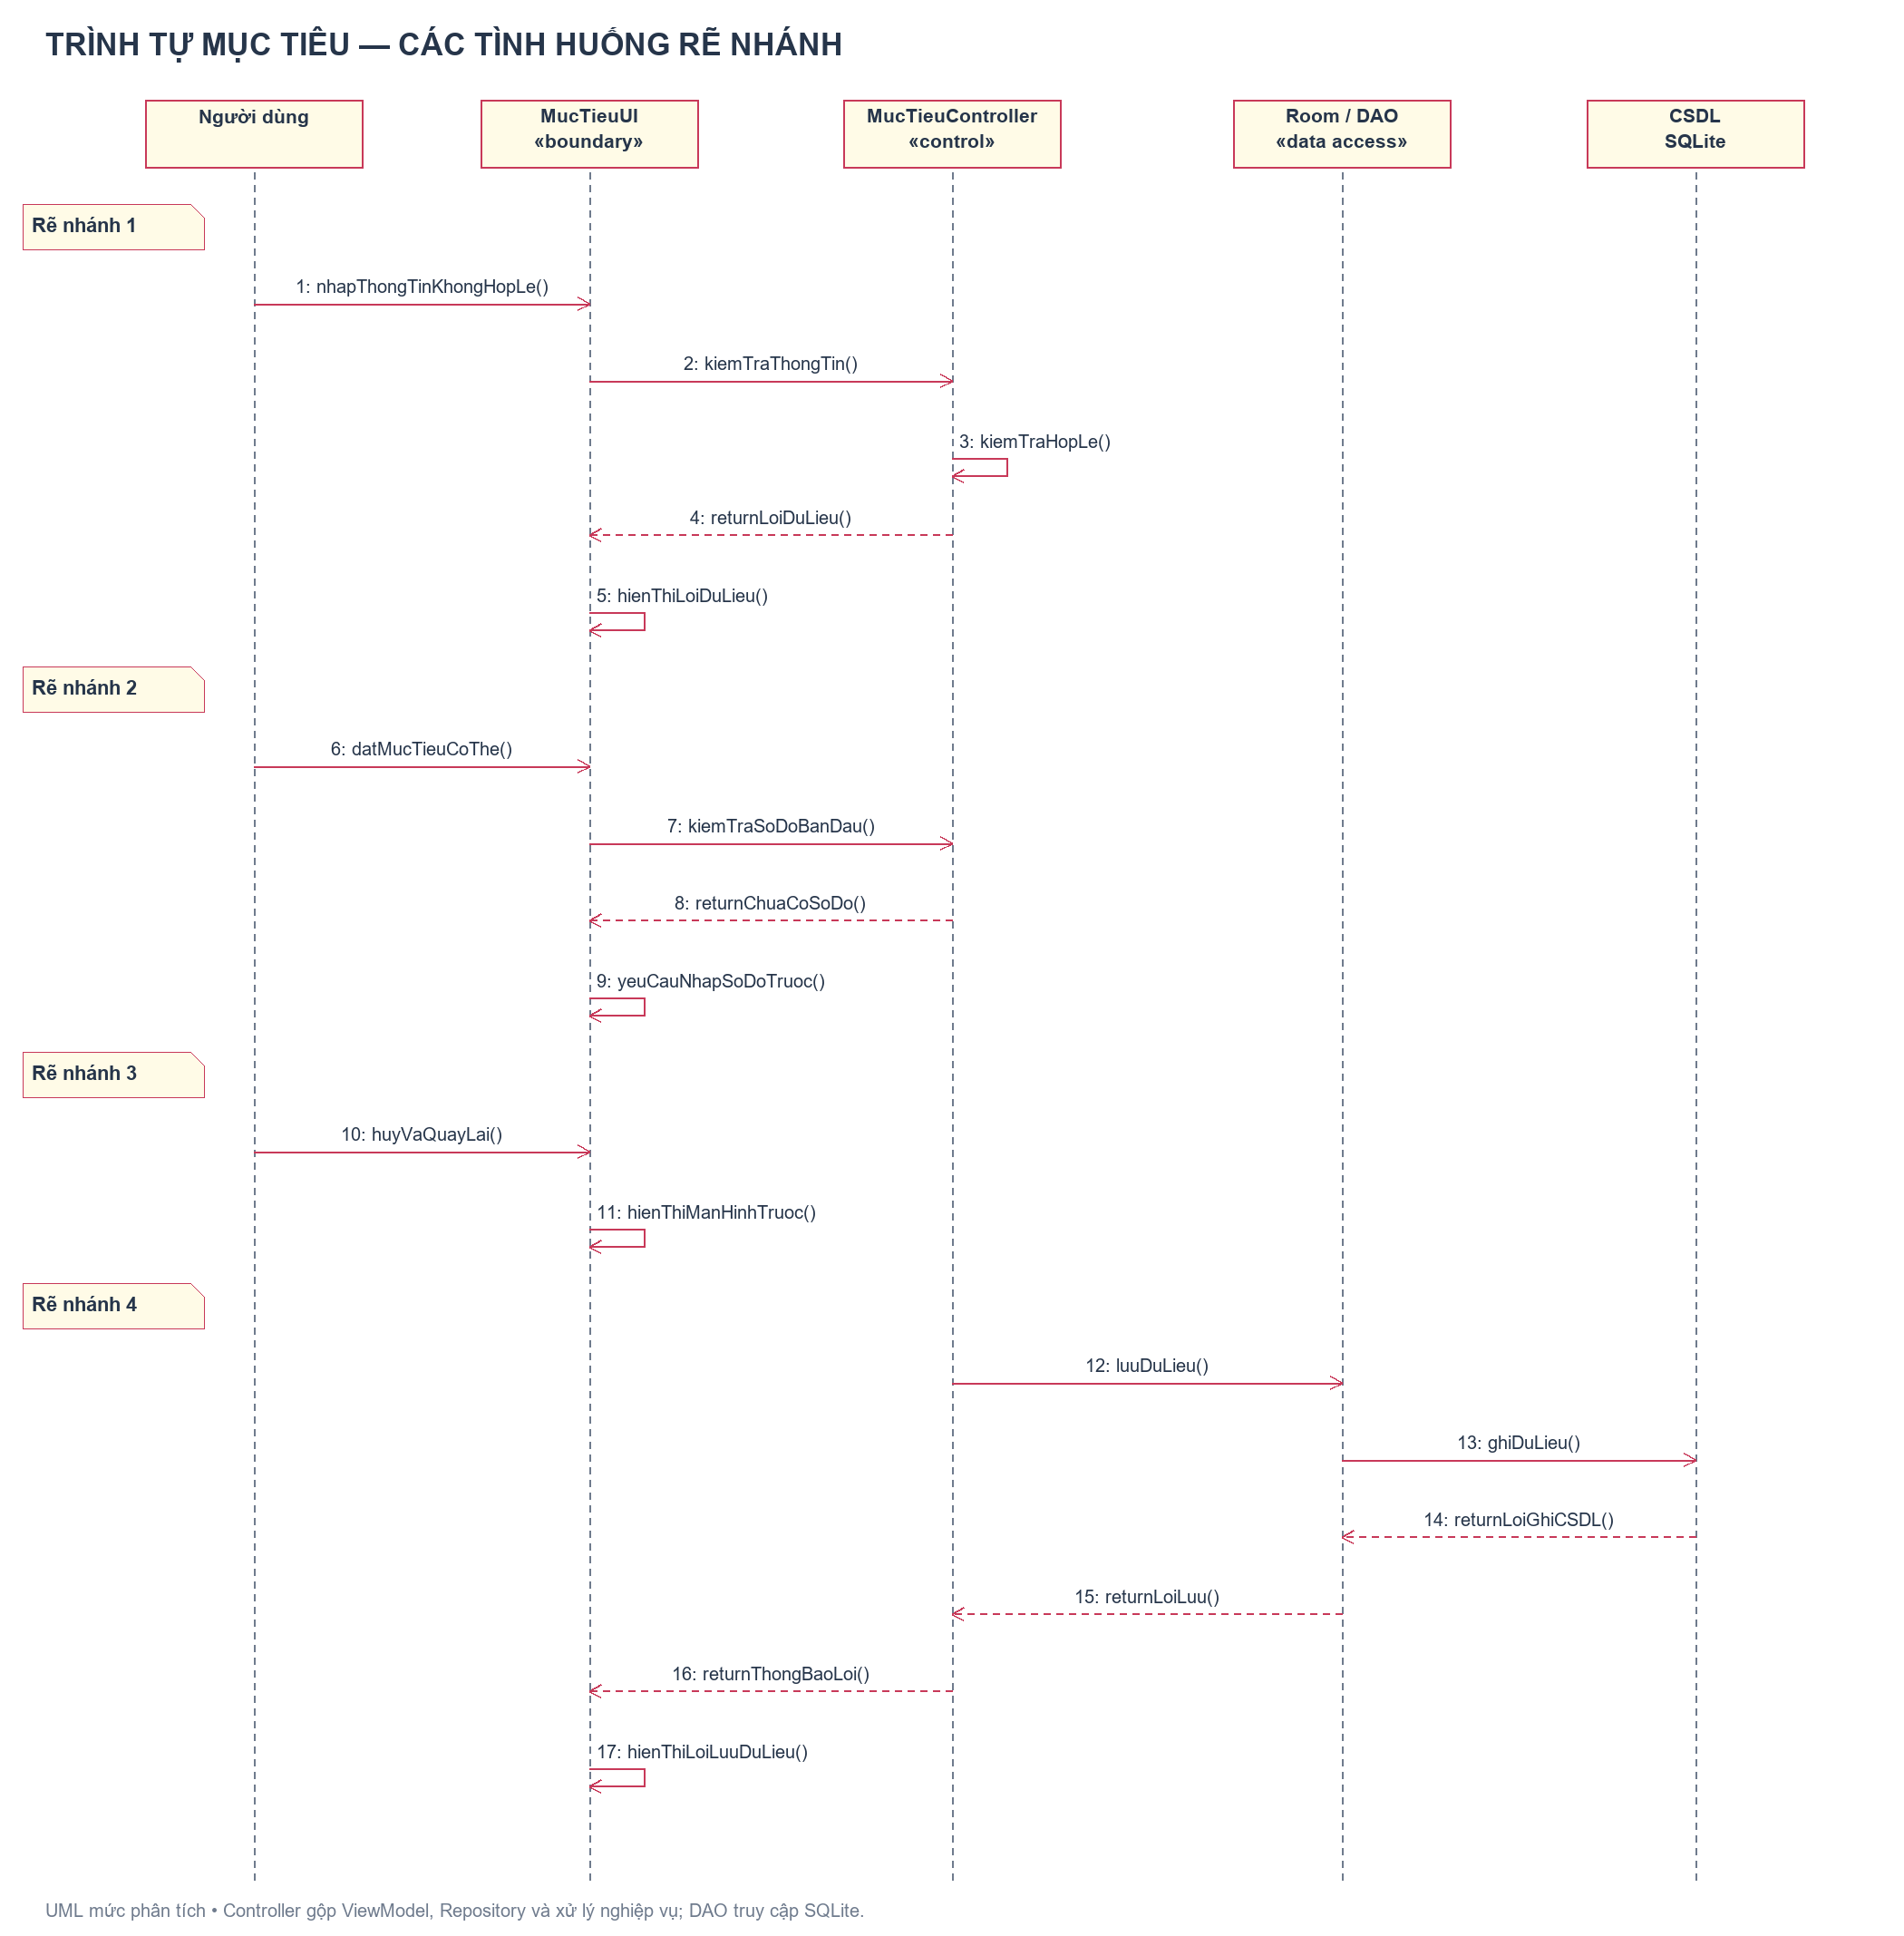 TRÌNH TỰ MỤC TIÊU — CÁC TÌNH HUỐNG RẼ NHÁNH
Người dùng
MucTieuUI
«boundary»
MucTieuController
«control»
Room / DAO
«data access»
CSDL
SQLite
Rẽ nhánh 1
1: nhapThongTinKhongHopLe()
2: kiemTraThongTin()
3: kiemTraHopLe()
4: returnLoiDuLieu()
5: hienThiLoiDuLieu()
Rẽ nhánh 2
6: datMucTieuCoThe()
7: kiemTraSoDoBanDau()
8: returnChuaCoSoDo()
9: yeuCauNhapSoDoTruoc()
Rẽ nhánh 3
10: huyVaQuayLai()
11: hienThiManHinhTruoc()
Rẽ nhánh 4
12: luuDuLieu()
13: ghiDuLieu()
14: returnLoiGhiCSDL()
15: returnLoiLuu()
16: returnThongBaoLoi()
17: hienThiLoiLuuDuLieu()
UML mức phân tích • Controller gộp ViewModel, Repository và xử lý nghiệp vụ; DAO truy cập SQLite.